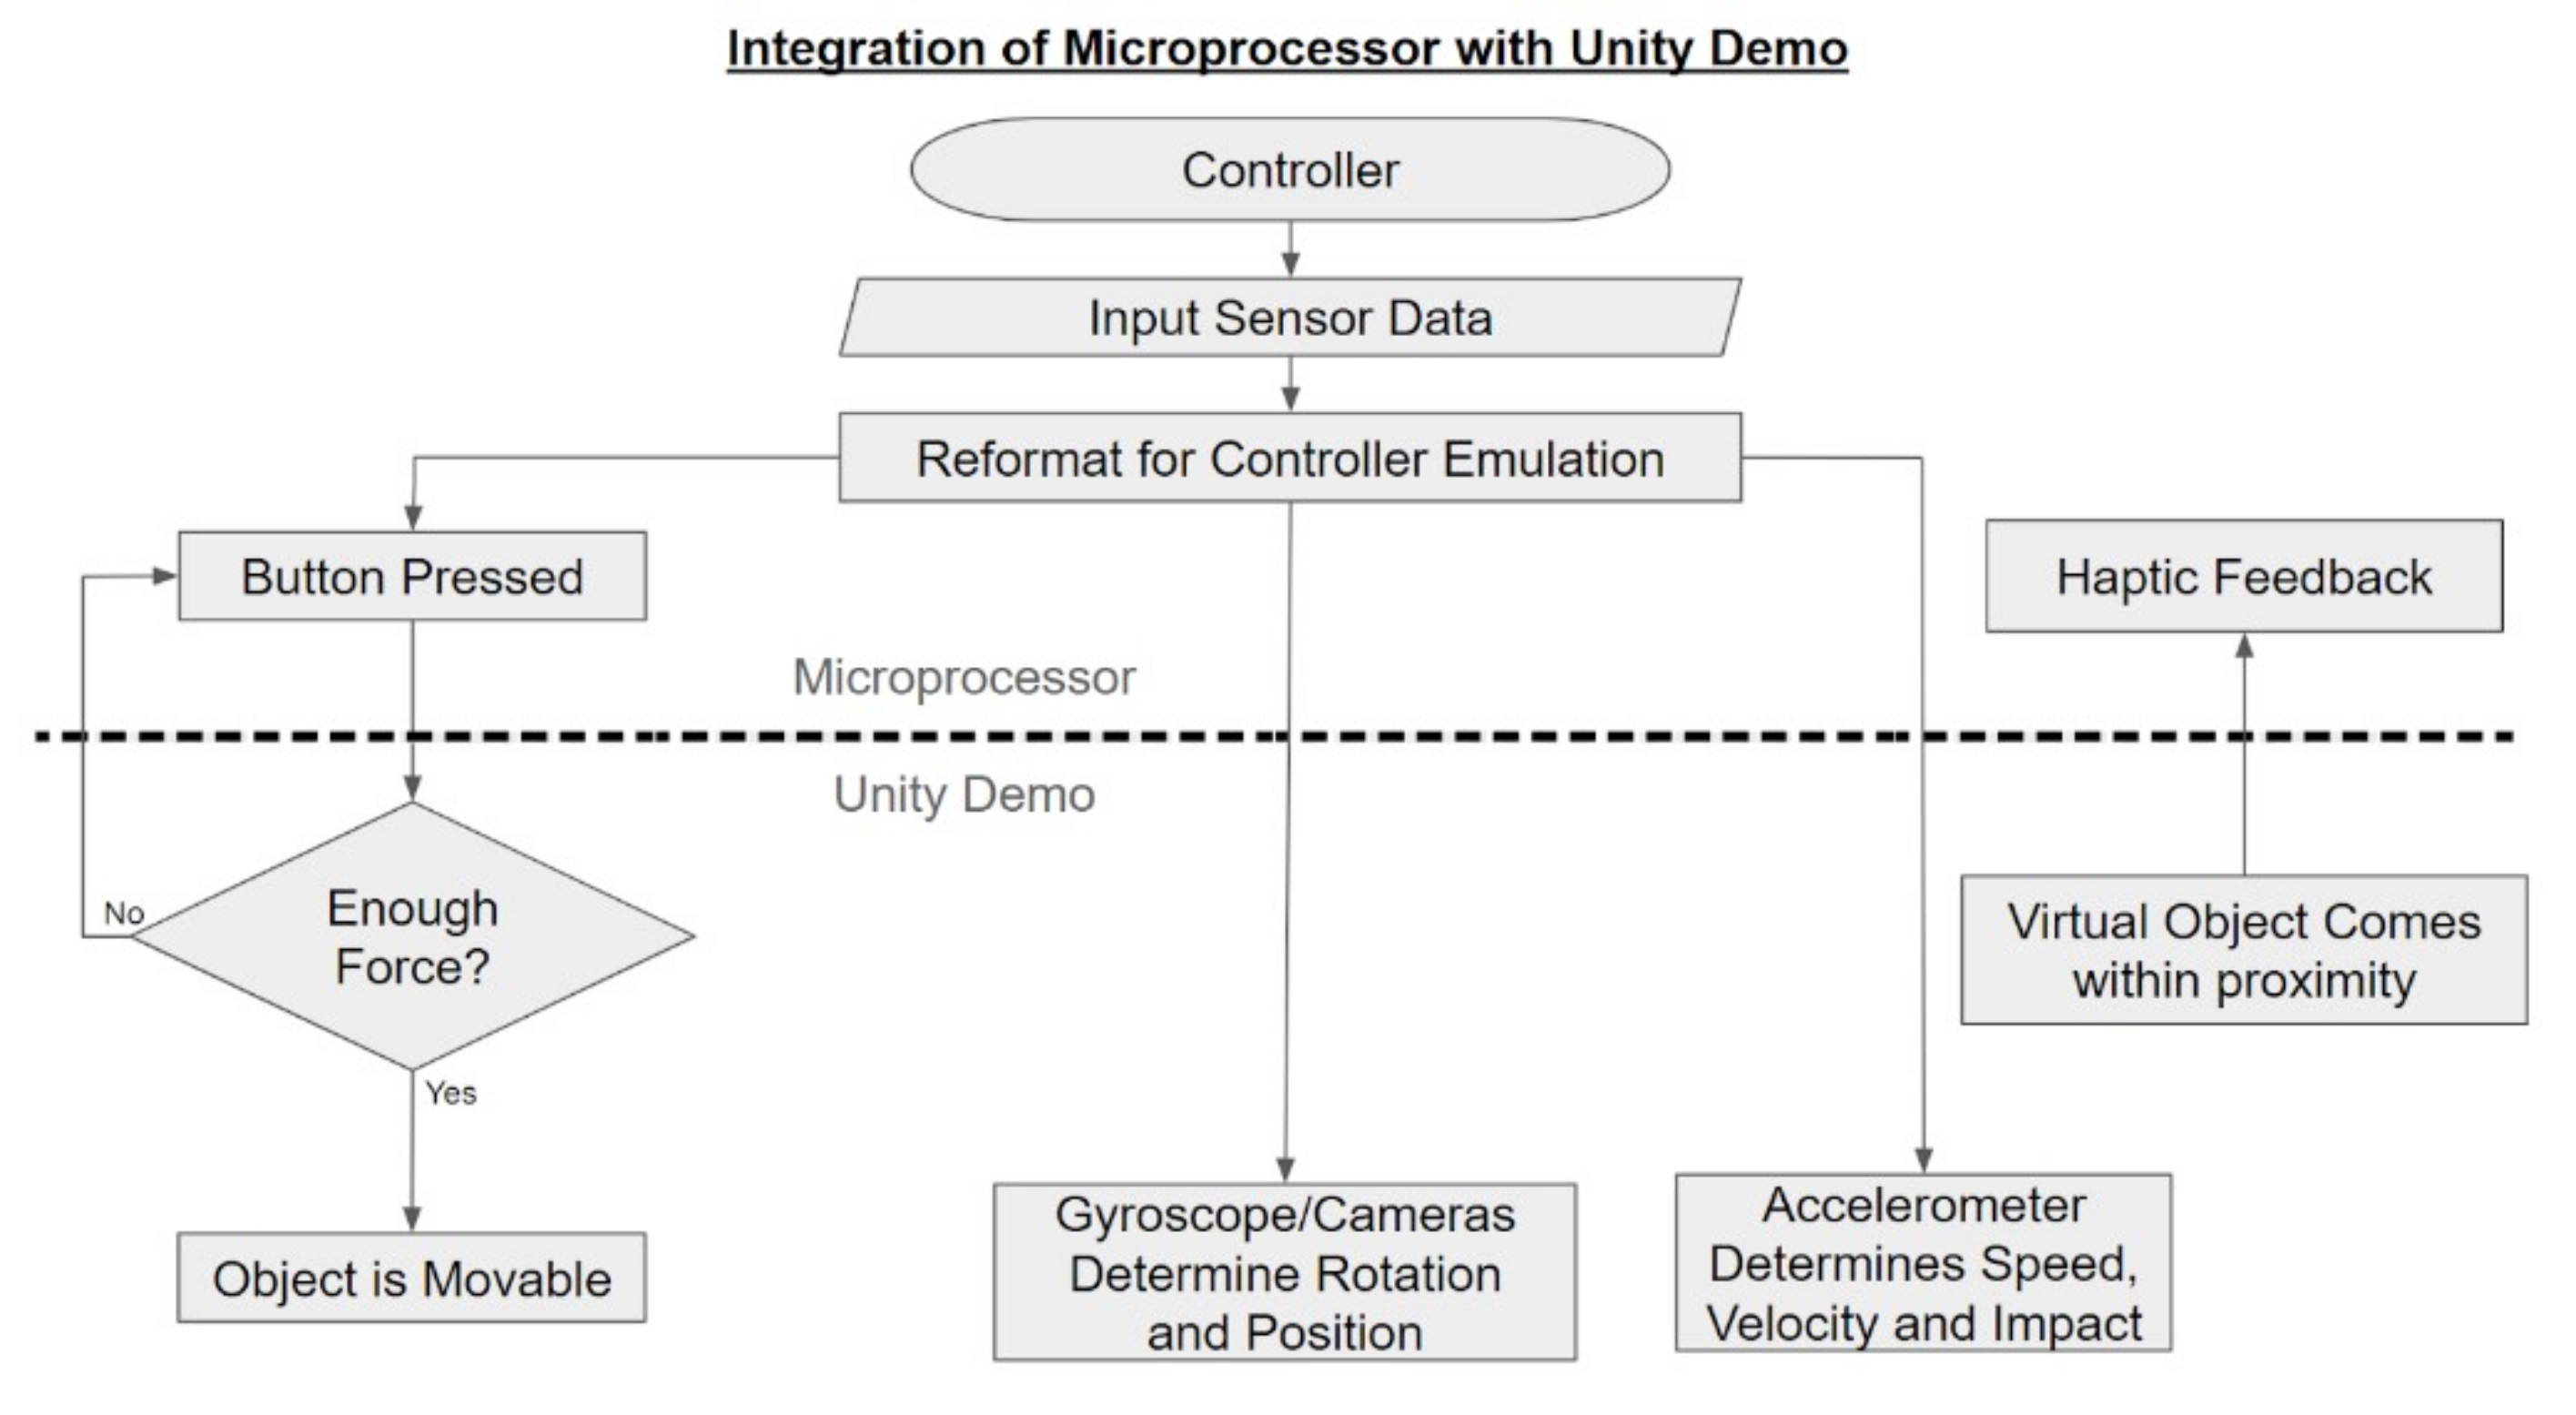 Integration of Microprocessor with Unity Demo
Controller
Input Sensor Data
Reformat for Controller Emulation
Button Pressed
Haptic Feedback
Microprocessor
Unity Demo
Enough
Force?
No
Yes
Virtual Object Comes
within proximity
Object is Movable
Gyroscope/Cameras
Determine Rotation
and Position
Accelerometer
Determines Speed,
Velocity and Impact